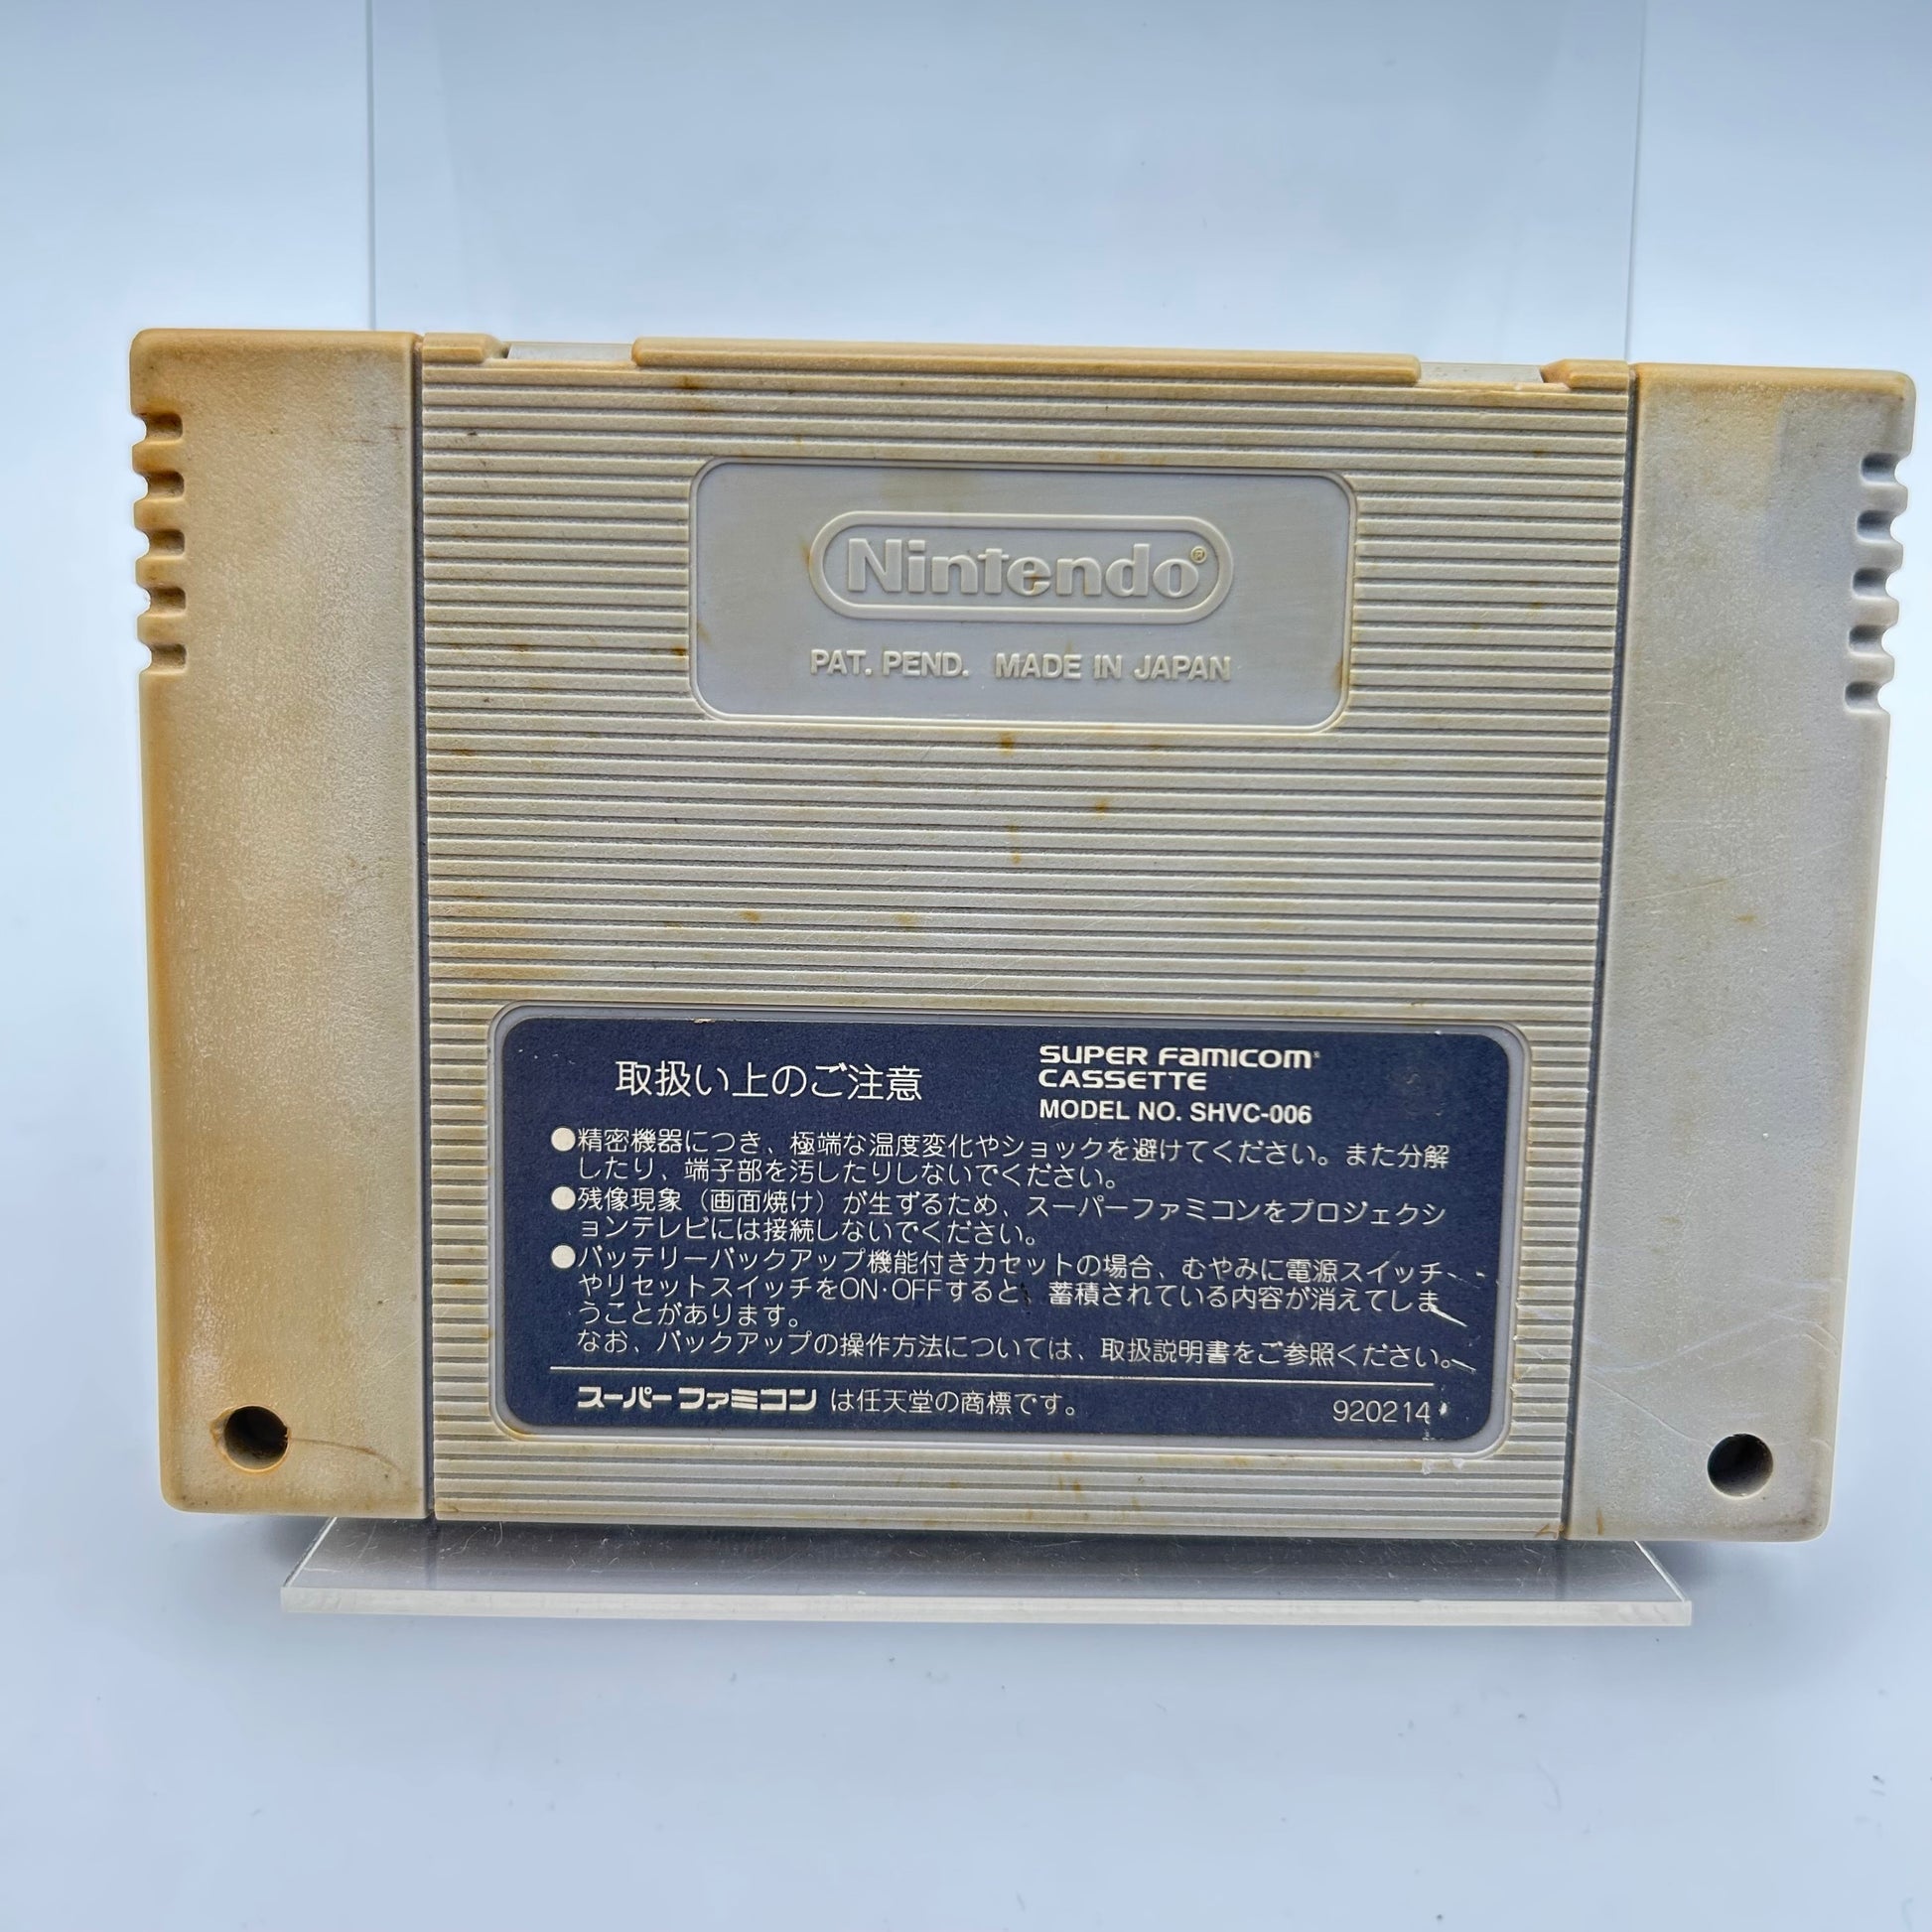 Nintendo®
PAT. PEND. MADE IN JAPAN
取扱い上のご注意
SUPER FAMICOM
CASSETTE
MODEL NO. SHVC-006
●精密機器につき、極端な温度変化やショックを避けてください。また分解
したり、端子部を汚したりしないでください。
●残像現象（画面焼け）が生ずるため、スーパーファミコンをプロジェクシ
ョンテレビには接続しないでください。
●バッテリーバックアップ機能付きカセットの場合、むやみに電源スイッチ
やリセットスイッチをON・OFFすると、蓄積されている内容が消えてしま
うことがあります。
なお、バックアップの操作方法については、取扱説明書をご参照ください。
スーパーファミコン は任天堂の商標です。
920214